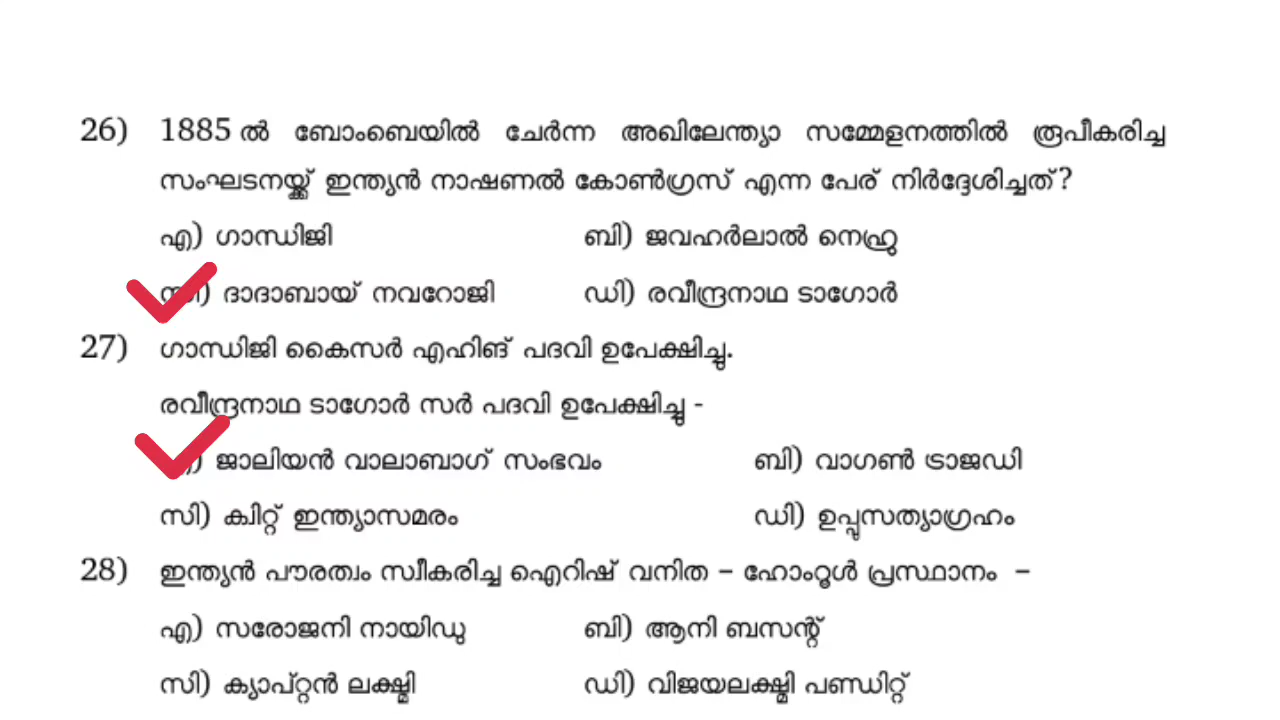 26) 1885 ൽ ബോംബെയിൽ ചേർന്ന അഖിലേന്ത്യാ സമ്മേളനത്തിൽ രൂപീകരിച്ച
സംഘടനയ്ക്ക് ഇന്ത്യൻ നാഷണൽ കോൺഗ്രസ് എന്ന പേര് നിർദ്ദേശിച്ചത്?
എ) ഗാന്ധിജി ബി) ജവഹർലാൽ നെഹ്രു
സി) ദാദാബായ് നവറോജി ഡി) രവീന്ദ്രനാഥ ടാഗോർ
27) ഗാന്ധിജി കൈസർ എഹിങ് പദവി ഉപേക്ഷിച്ചു.
രവീന്ദ്രനാഥ ടാഗോർ സർ പദവി ഉപേക്ഷിച്ചു -
എ) ജാലിയൻ വാലാബാഗ് സംഭവം ബി) വാഗൺ ട്രാജഡി
സി) ക്വിറ്റ് ഇന്ത്യാസമരം ഡി) ഉപ്പുസത്യാഗ്രഹം
28) ഇന്ത്യൻ പൗരത്വം സ്വീകരിച്ച ഐറിഷ് വനിത – ഹോംറൂൾ പ്രസ്ഥാനം –
എ) സരോജനി നായിഡു ബി) ആനി ബസന്റ്
സി) ക്യാപ്റ്റൻ ലക്ഷ്മി ഡി) വിജയലക്ഷ്മി പണ്ഡിറ്റ്